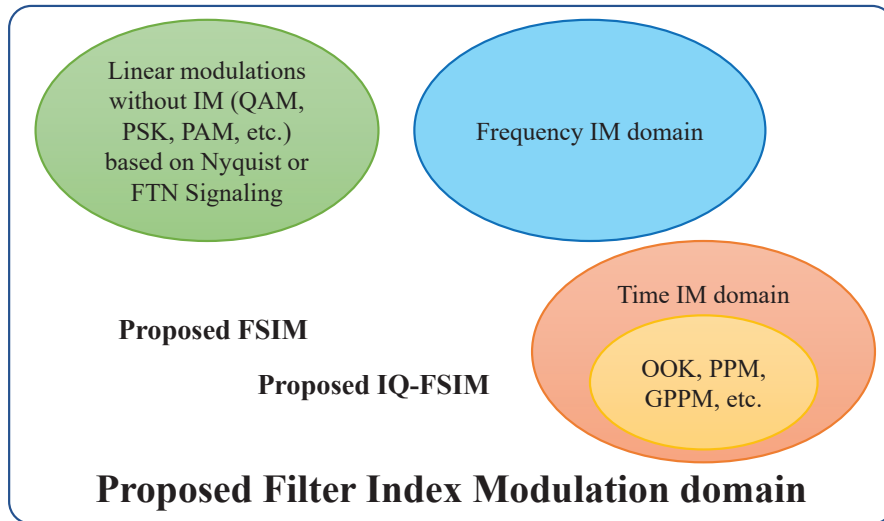 Linear modulations
without IM (QAM,
PSK, PAM, etc.)
based on Nyquist or
FTN Signaling
Frequency IM domain
Time IM domain
OOK, PPM,
GPPM, etc.
Proposed FSIM
Proposed IQ-FSIM
Proposed Filter Index Modulation domain